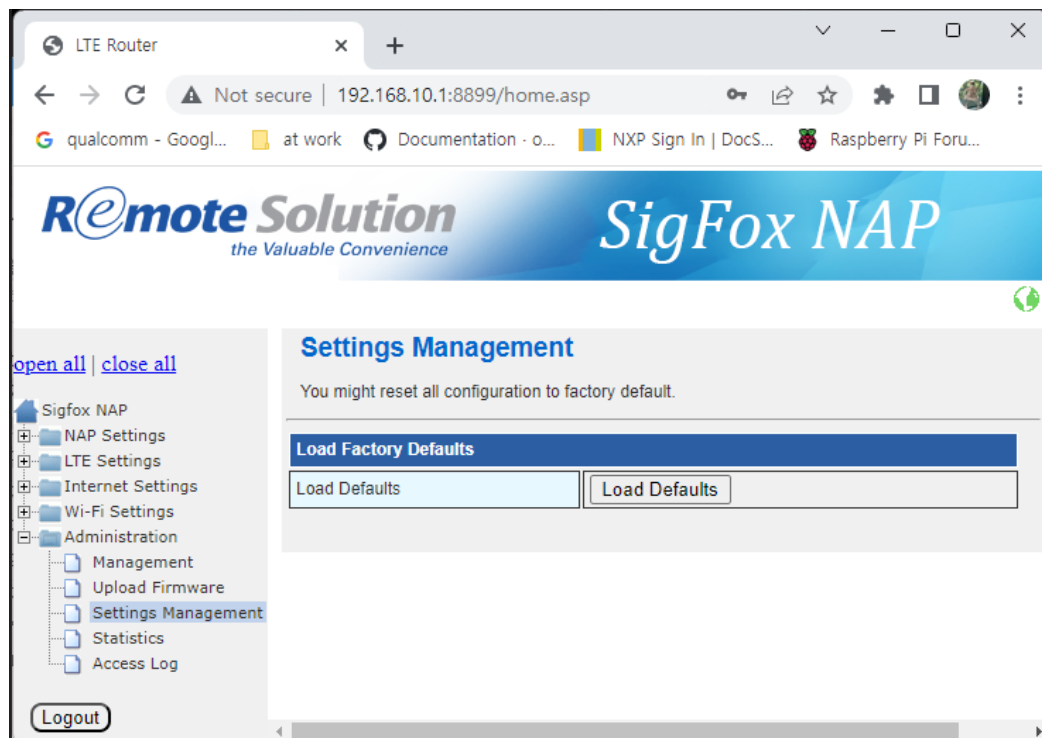 LTE Router
Not secure | 192.168.10.1:8899/home.asp
qualcomm - Googl... at work Documentation · o... NXP Sign In | DocS... Raspberry Pi Foru...
Remote Solution
the Valuable Convenience
SigFox NAP
open all | close all
Sigfox NAP
NAP Settings
LTE Settings
Internet Settings
Wi-Fi Settings
Administration
Management
Upload Firmware
Settings Management
Statistics
Access Log
Logout
Settings Management
You might reset all configuration to factory default.
Load Factory Defaults
Load Defaults Load Defaults